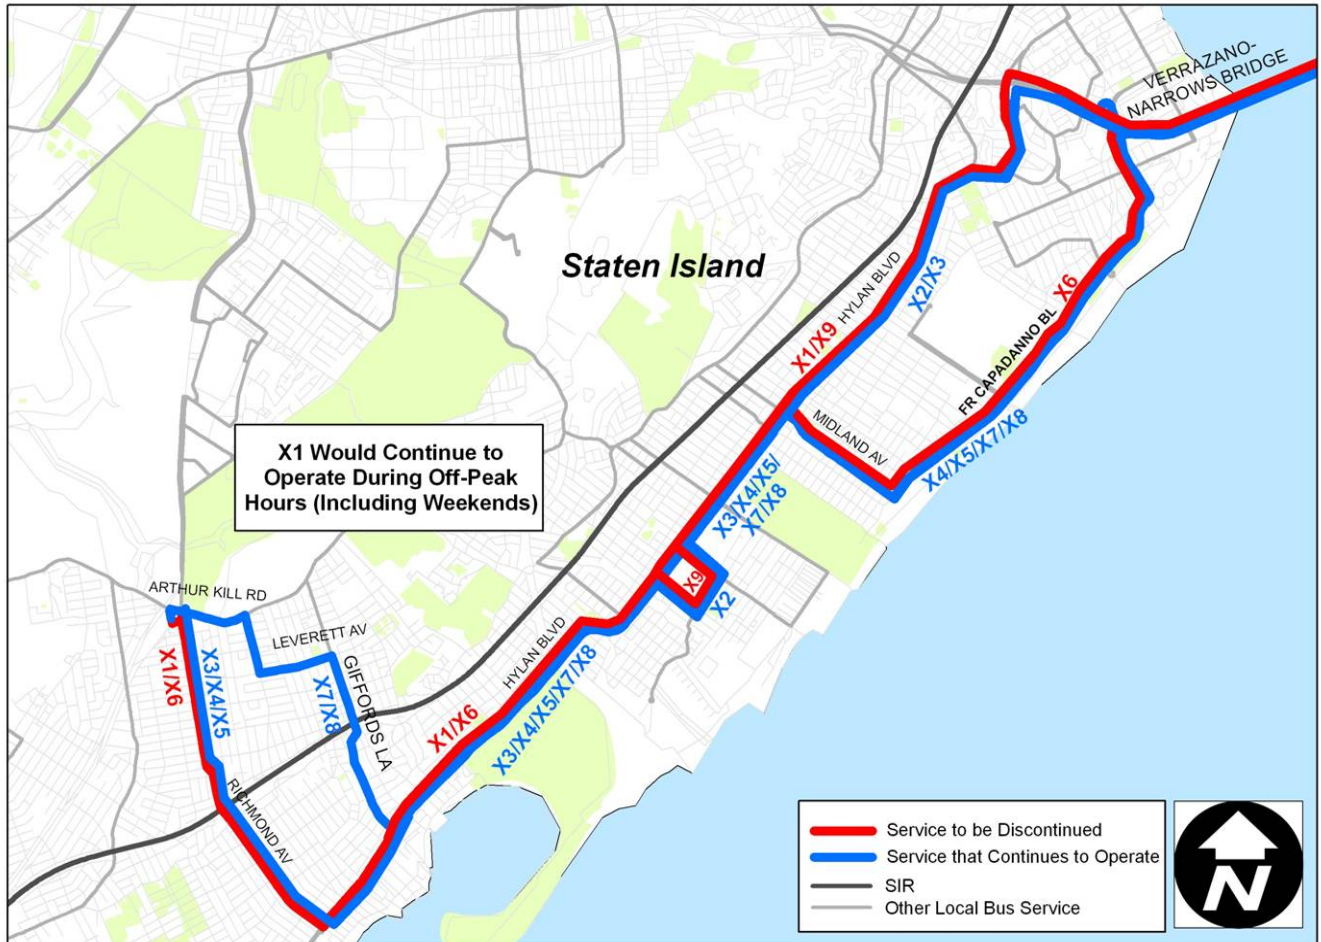 VERRAZANO-
NARROWS BRIDGE
Staten Island
HYLAN BLVD
X2/X3
X6
X1/X9
FR CAPADANNO BL
MIDLAND AV
X4/X5/X7/X8
X1 Would Continue to
Operate During Off-Peak
Hours (Including Weekends)
X3/X4/X5/
X7/X8
X9
X2
ARTHUR KILL RD
LEVERETT AV
HYLAN BLVD
X1/X6
X3/X4/X5
X7/X8
GIFFORDS LA
X1/X6
X3/X4/X5/X7/X8
RICHMOND AV
Service to be Discontinued
Service that Continues to Operate
SIR
Other Local Bus Service
N